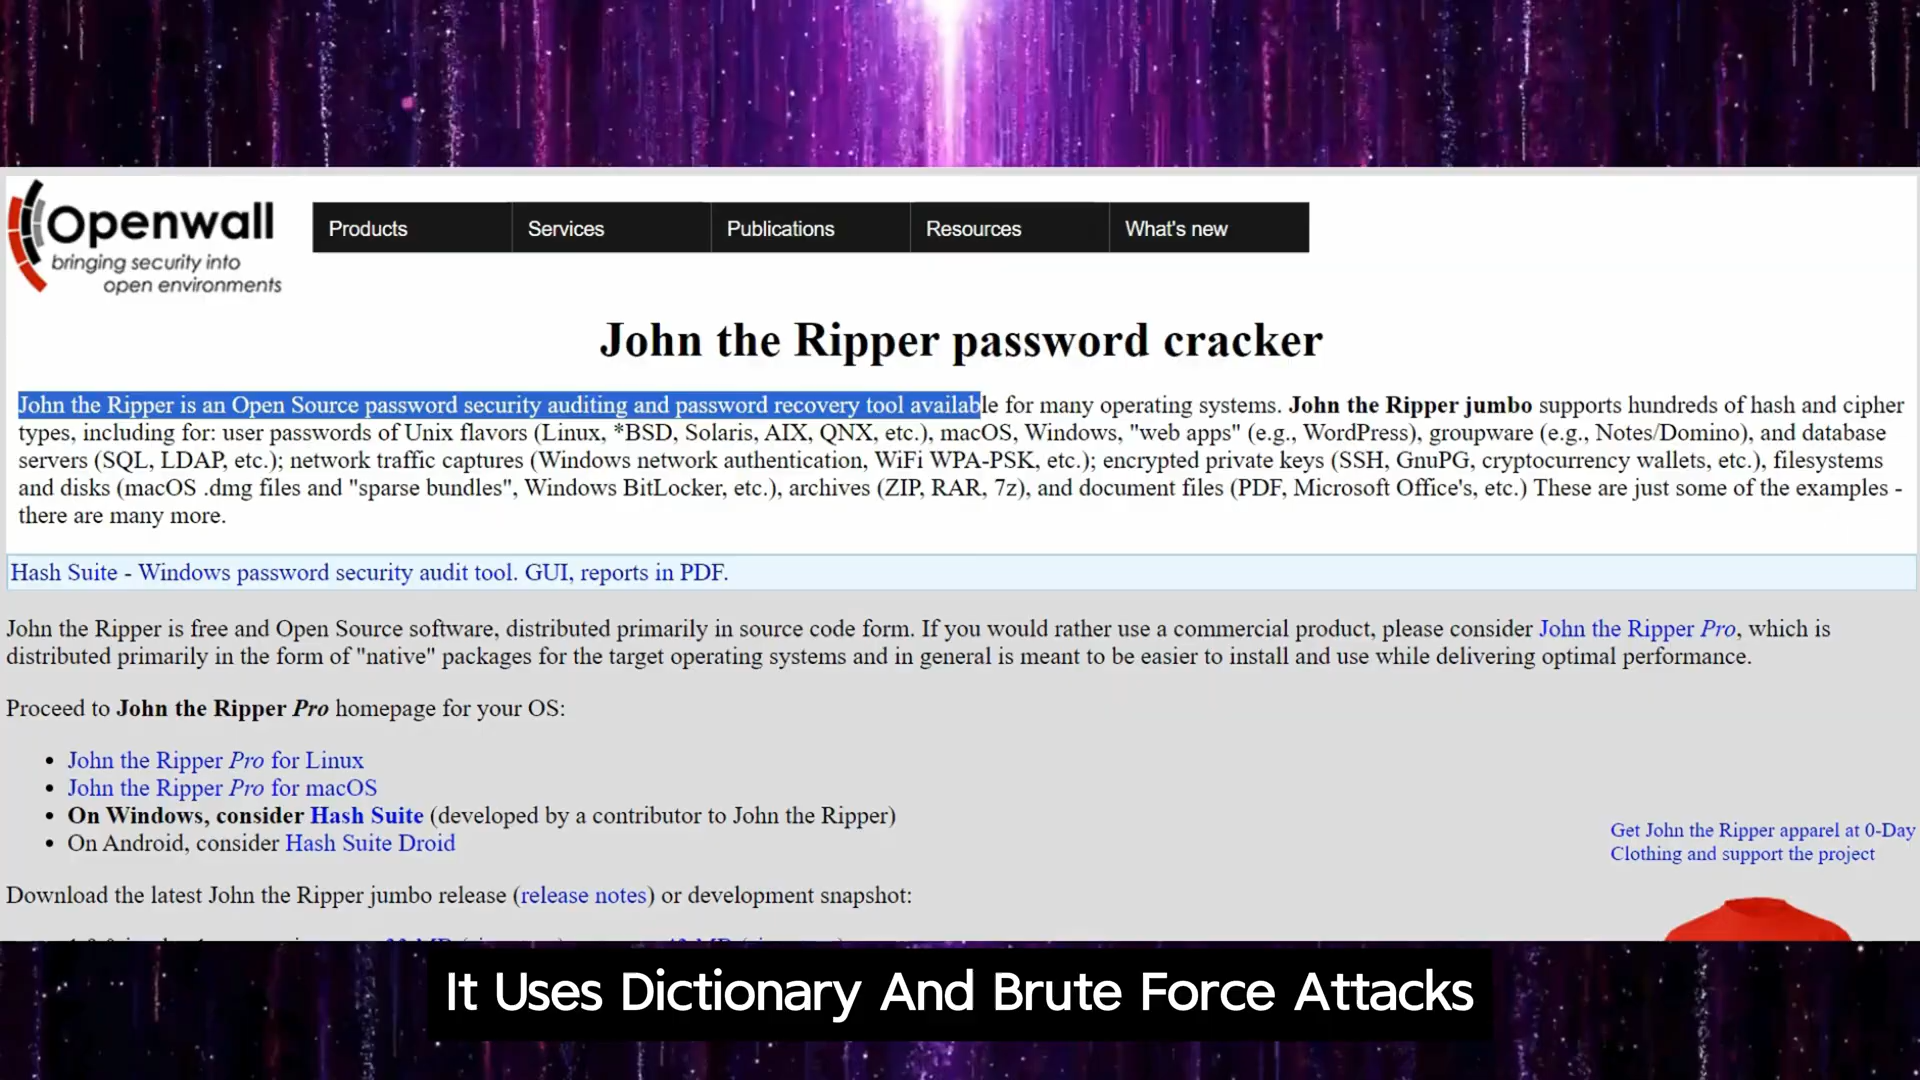 Openwall
bringing security into
open environments
Products
Services
Publications
Resources
What's new
John the Ripper password cracker
John the Ripper is an Open Source password security auditing and password recovery tool available for many operating systems. John the Ripper jumbo supports hundreds of hash and cipher
types, including for: user passwords of Unix flavors (Linux, *BSD, Solaris, AIX, QNX, etc.), macOS, Windows, "web apps" (e.g., WordPress), groupware (e.g., Notes/Domino), and database
servers (SQL, LDAP, etc.); network traffic captures (Windows network authentication, WiFi WPA-PSK, etc.); encrypted private keys (SSH, GnuPG, cryptocurrency wallets, etc.), filesystems
and disks (macOS .dmg files and "sparse bundles", Windows BitLocker, etc.), archives (ZIP, RAR, 7z), and document files (PDF, Microsoft Office's, etc.) These are just some of the examples -
there are many more.
Hash Suite - Windows password security audit tool. GUI, reports in PDF.
John the Ripper is free and Open Source software, distributed primarily in source code form. If you would rather use a commercial product, please consider John the Ripper Pro, which is
distributed primarily in the form of "native" packages for the target operating systems and in general is meant to be easier to install and use while delivering optimal performance.
Proceed to John the Ripper Pro homepage for your OS:
• John the Ripper Pro for Linux
• John the Ripper Pro for macOS
• On Windows, consider Hash Suite (developed by a contributor to John the Ripper)
• On Android, consider Hash Suite Droid
Get John the Ripper apparel at 0-Day
Clothing and support the project
Download the latest John the Ripper jumbo release (release notes) or development snapshot:
It Uses Dictionary And Brute Force Attacks